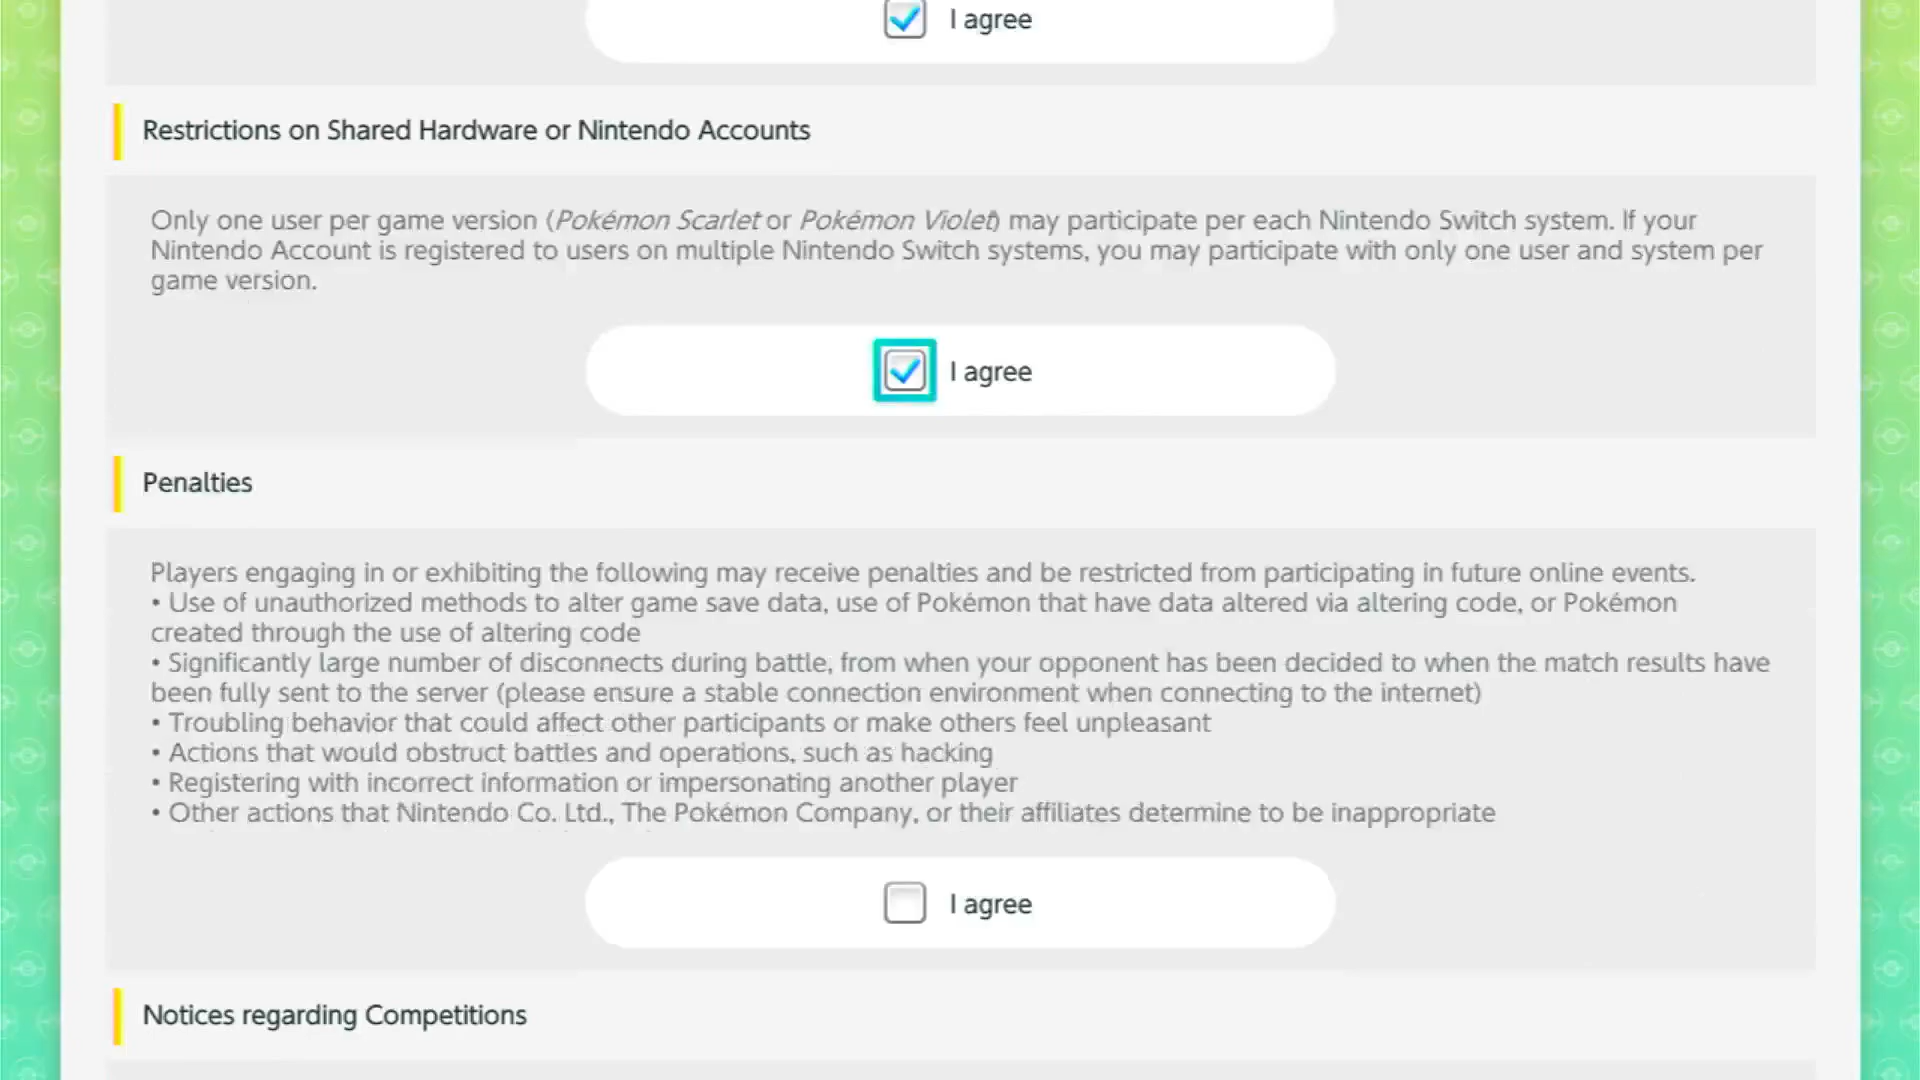 I agree
Restrictions on Shared Hardware or Nintendo Accounts
Only one user per game version (Pokémon Scarlet or Pokémon Violet) may participate per each Nintendo Switch system. If your
Nintendo Account is registered to users on multiple Nintendo Switch systems, you may participate with only one user and system per
game version.
I agree
Penalties
Players engaging in or exhibiting the following may receive penalties and be restricted from participating in future online events.
• Use of unauthorized methods to alter game save data, use of Pokémon that have data altered via altering code, or Pokémon
created through the use of altering code
• Significantly large number of disconnects during battle, from when your opponent has been decided to when the match results have
been fully sent to the server (please ensure a stable connection environment when connecting to the internet)
• Troubling behavior that could affect other participants or make others feel unpleasant
• Actions that would obstruct battles and operations, such as hacking
• Registering with incorrect information or impersonating another player
• Other actions that Nintendo Co. Ltd., The Pokémon Company, or their affiliates determine to be inappropriate
I agree
Notices regarding Competitions